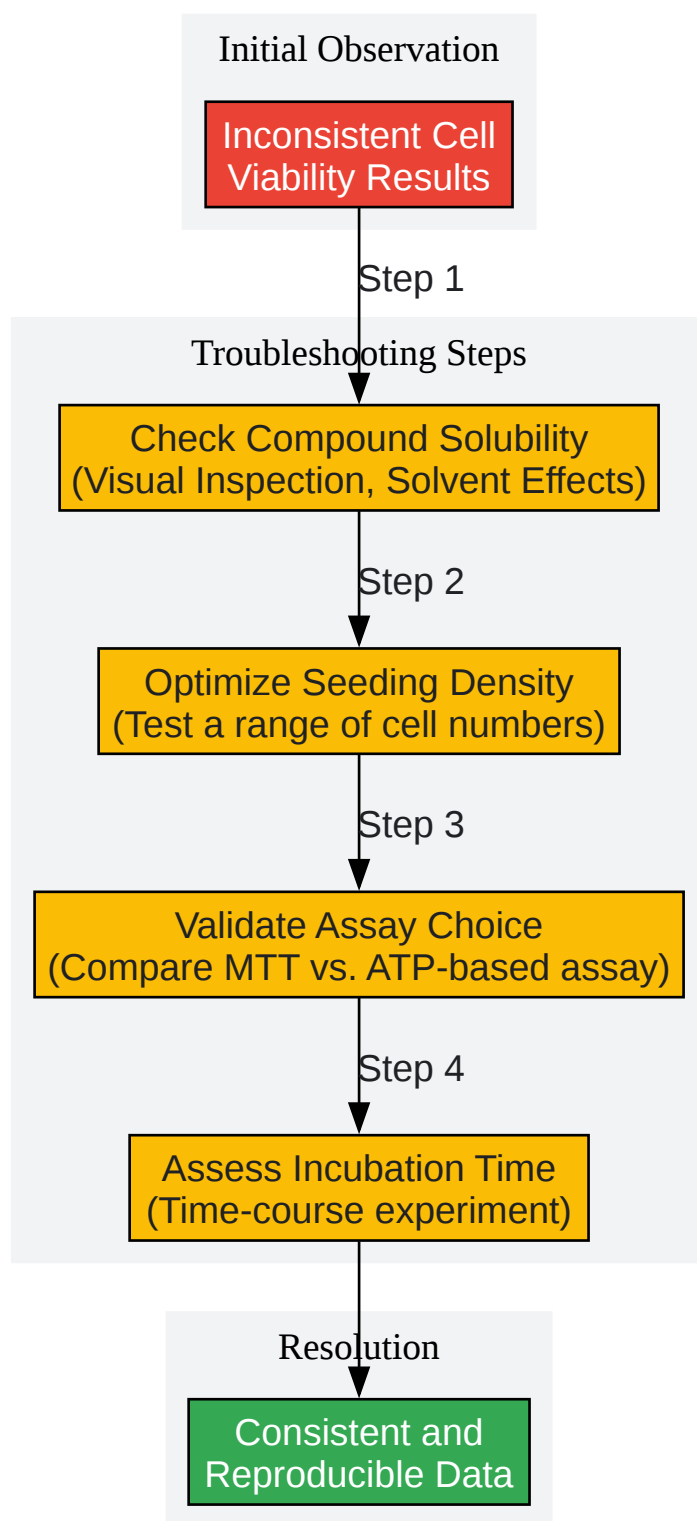 Initial Observation
Inconsistent Cell
Viability Results
Step 1
Troubleshooting Steps
Check Compound Solubility
(Visual Inspection, Solvent Effects)
Step 2
Optimize Seeding Density
(Test a range of cell numbers)
Step 3
Validate Assay Choice
(Compare MTT vs. ATP-based assay)
Step 4
Assess Incubation Time
(Time-course experiment)
Resolution
Consistent and
Reproducible Data